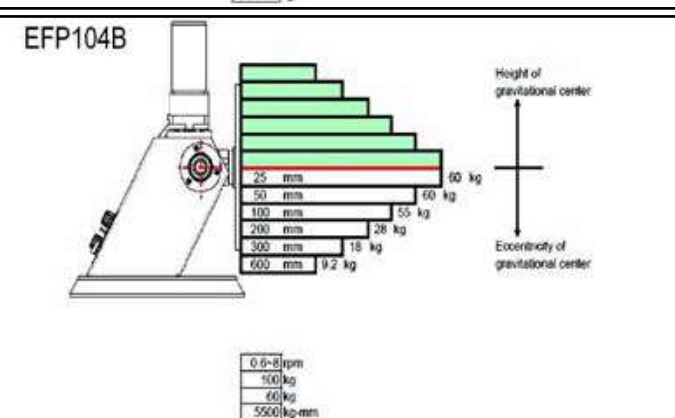 EFP104B
Height of
gravitational center
25 mm 60 kg
50 mm 60 kg
100 mm 55 kg
200 mm 28 kg
300 mm 18 kg
600 mm 9.2 kg
Eccentricity of
gravitational center
0.6~8 rpm
100 kg
60 kg
5500 kg-mm